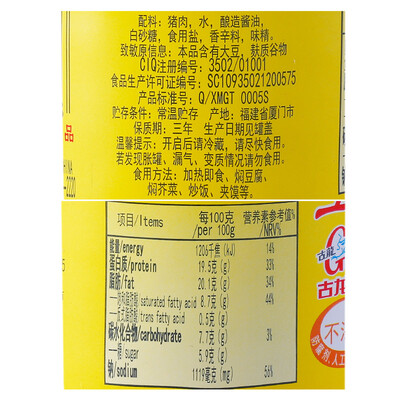 配料：猪肉，水，酿造酱油，
白砂糖，食用盐，香辛料，味精。
致敏原信息：本品含有大豆，麸质谷物
CIQ注册编号：3502/01001
食品生产许可证编号：SC10935021200575
产品标准号：Q/XMGT 0005S
贮存条件：常温贮存 产地：福建省厦门市
保质期：三年 生产日期见罐盖
温馨提示：开启后请冷藏，请尽快食用。
若发现胀罐、漏气、变质情况请勿食用。
食用方法：加热即食、焖豆腐、
焖芥菜、炒饭、夹馍等。
品
项目/Items 每100克/per 100g 营养素参考值%/NRV%
能量/energy 1206千焦(kJ) 14%
蛋白质/protein 19.5克(g) 33%
脂肪/fat 20.1克(g) 34%
—饱和脂肪酸 saturated fatty acid 8.7克(g) 44%
—反式脂肪酸 trans fatty acid 0.5克(g)
碳水化合物/carbohydrate 7.7克(g) 3%
—糖 sugar 5.9克(g)
钠/sodium 1119毫克(mg) 56%
古龙
G
古龙
不